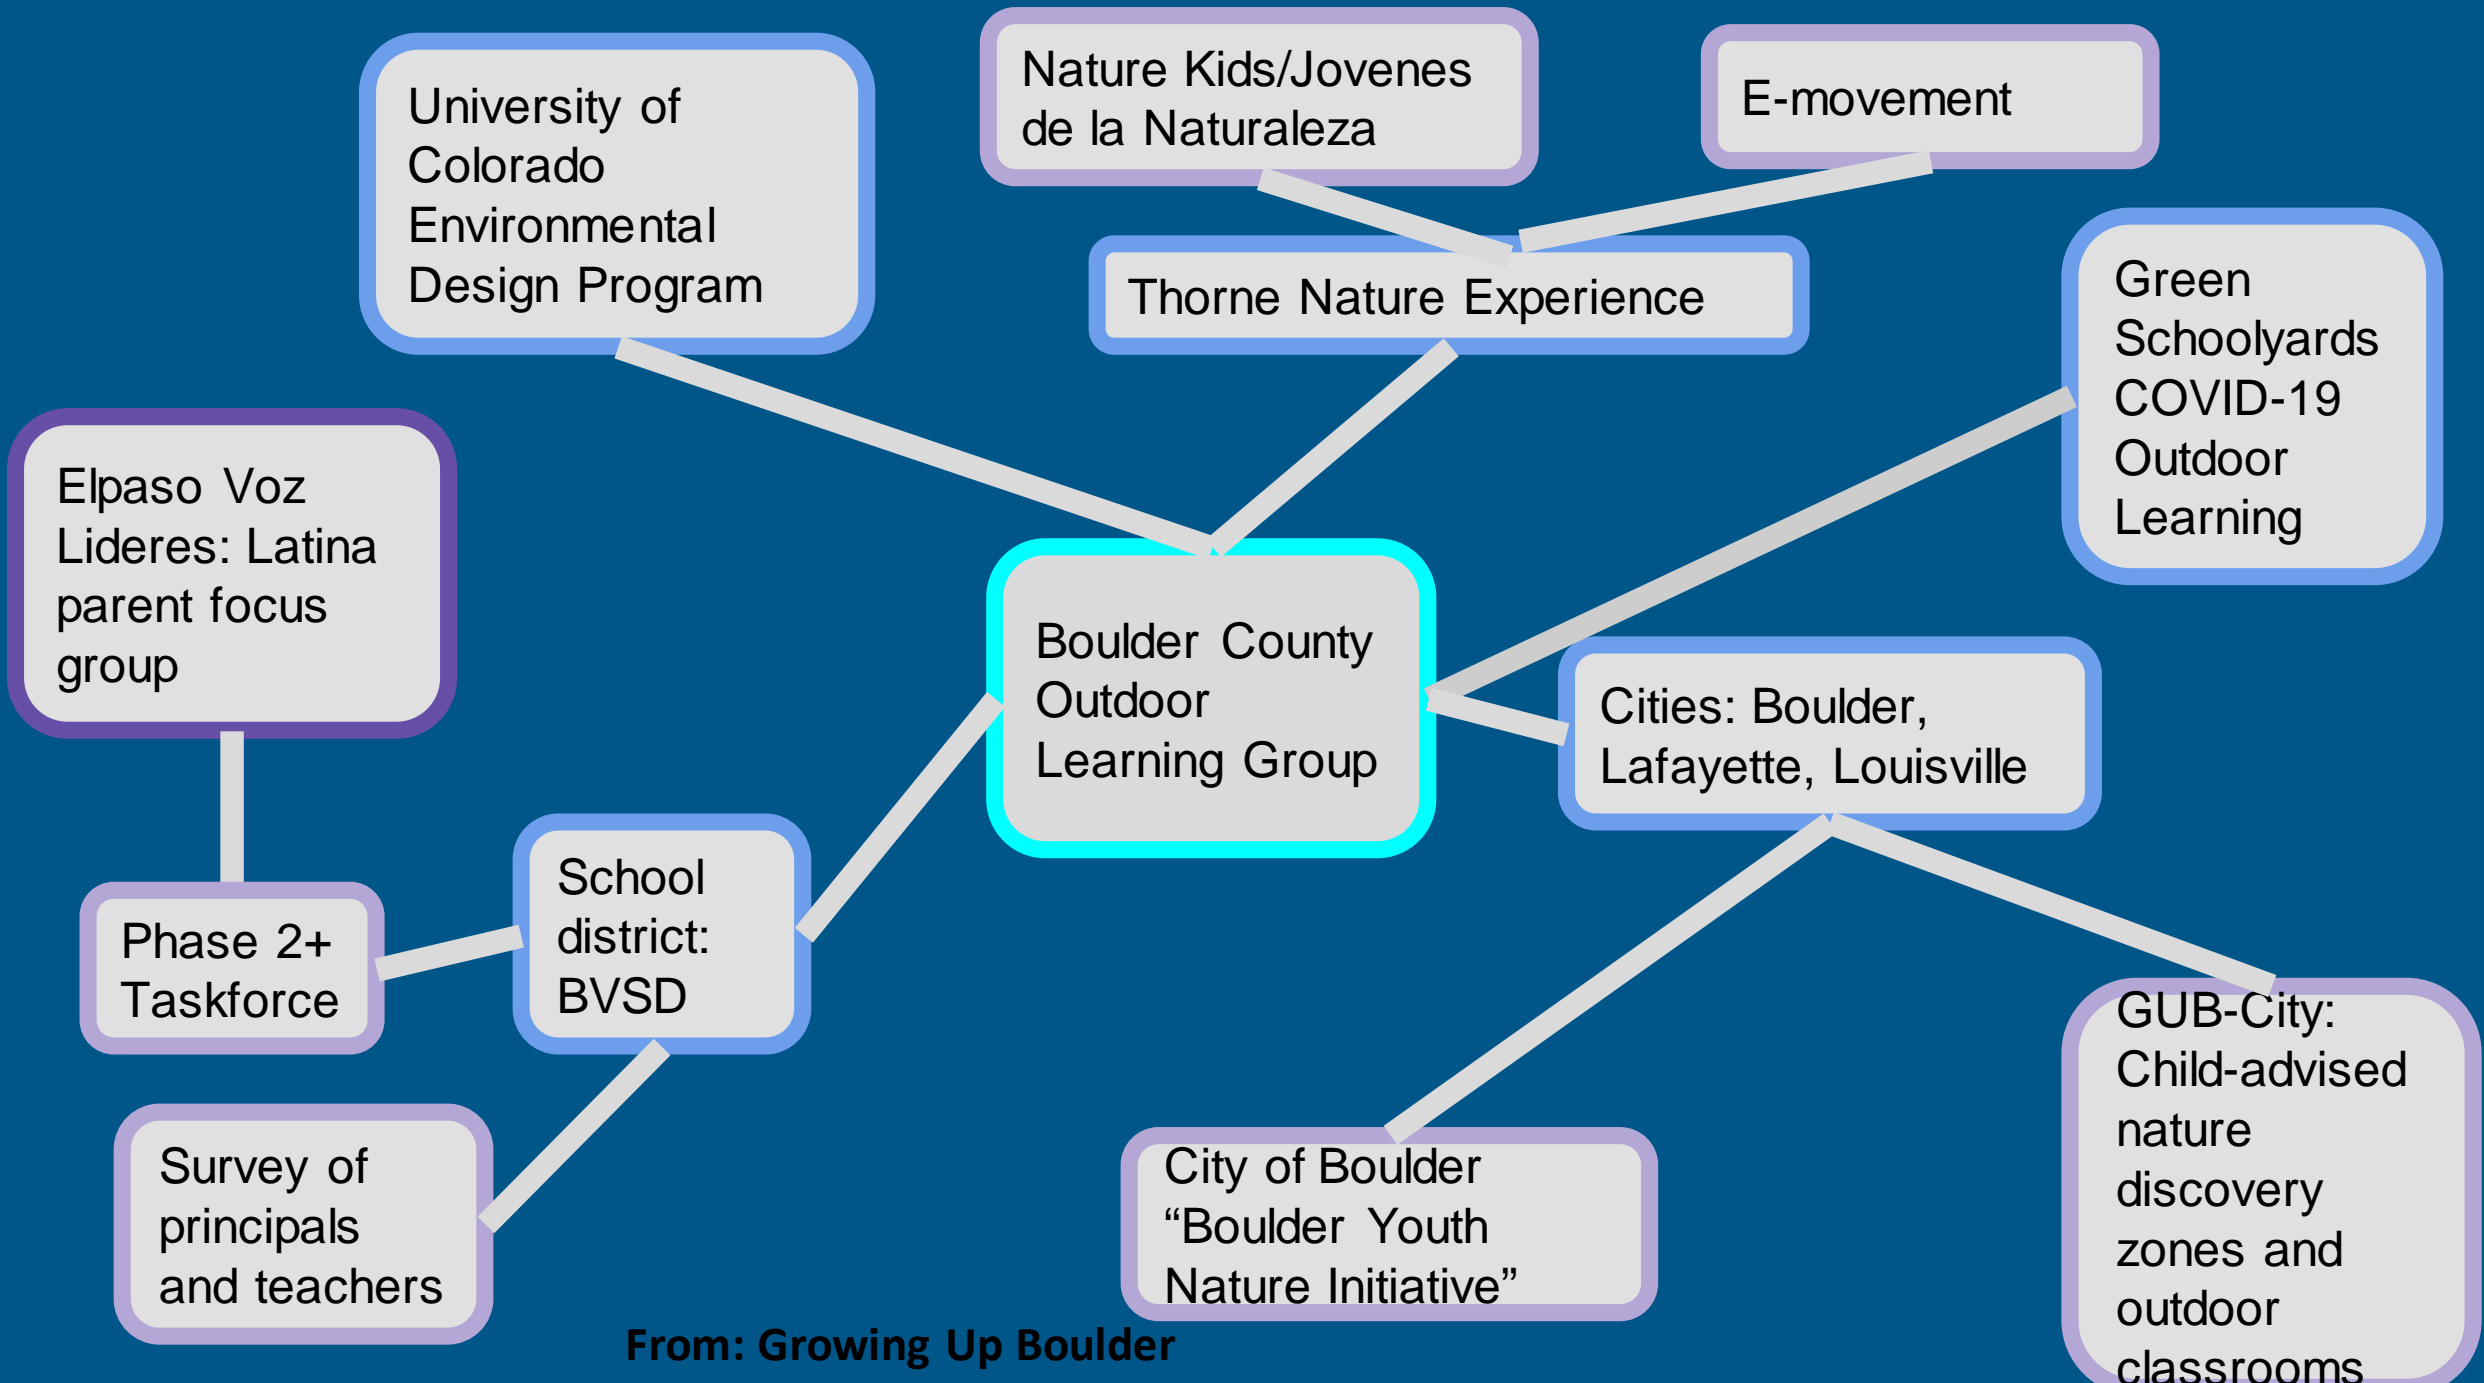 University of
Colorado
Environmental
Design Program
Nature Kids/Jovenes
de la Naturaleza
E-movement
Thorne Nature Experience
Green
Schoolyards
COVID-19
Outdoor
Learning
Elpaso Voz
Lideres: Latina
parent focus
group
Boulder County
Outdoor
Learning Group
Cities: Boulder,
Lafayette, Louisville
Phase 2+
Taskforce
School
district:
BVSD
Survey of
principals
and teachers
City of Boulder
“Boulder Youth
Nature Initiative”
GUB-City:
Child-advised
nature
discovery
zones and
outdoor
classrooms
From: Growing Up Boulder